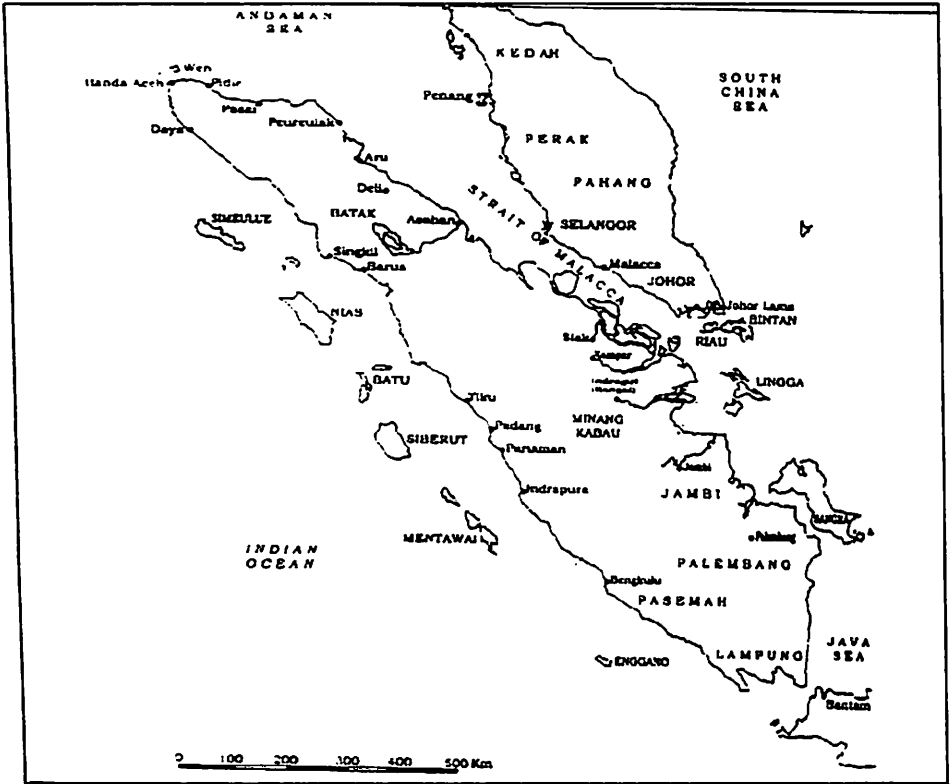 ANDAMAN
SEA
KEDAH
SOUTH
CHINA
SEA
Banda Aceh
Pidie
Penang
Pasai
Peureulak
Daya
PERAK
Aru
PAHANG
Deli
STRAIT OF MALACCA
BATAK
Asahan
SIMEULUE
SELANGOR
Singkil
Barus
Malacca
JOHOR
Johor Lama
NIAS
BINTAN
RIAU
Siak
Kampar
BATU
LINGGA
Tiku
MINANG
KABAU
Padang
SIBERUT
Pariaman
Jambi
Indrapura
JAMBI
BANGKA
MENTAWAI
Palembang
INDIAN
OCEAN
PALEMBANG
Bengkulu
PASEMAH
JAVA
SEA
LAMPUNG
ENGGANO
Bantam
0 100 200 300 400 500 Km